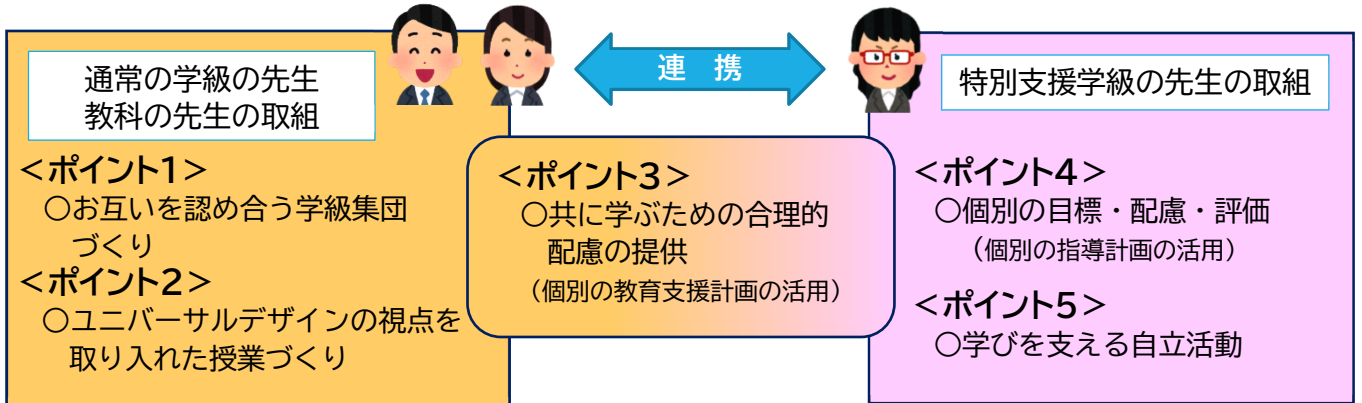 連 携
通常の学級の先生
教科の先生の取組
<ポイント1>
○お互いを認め合う学級集団
づくり
<ポイント2>
○ユニバーサルデザインの視点を
取り入れた授業づくり
<ポイント3>
○共に学ぶための合理的
配慮の提供
(個別の教育支援計画の活用)
特別支援学級の先生の取組
<ポイント4>
○個別の目標・配慮・評価
(個別の指導計画の活用)
<ポイント5>
○学びを支える自立活動